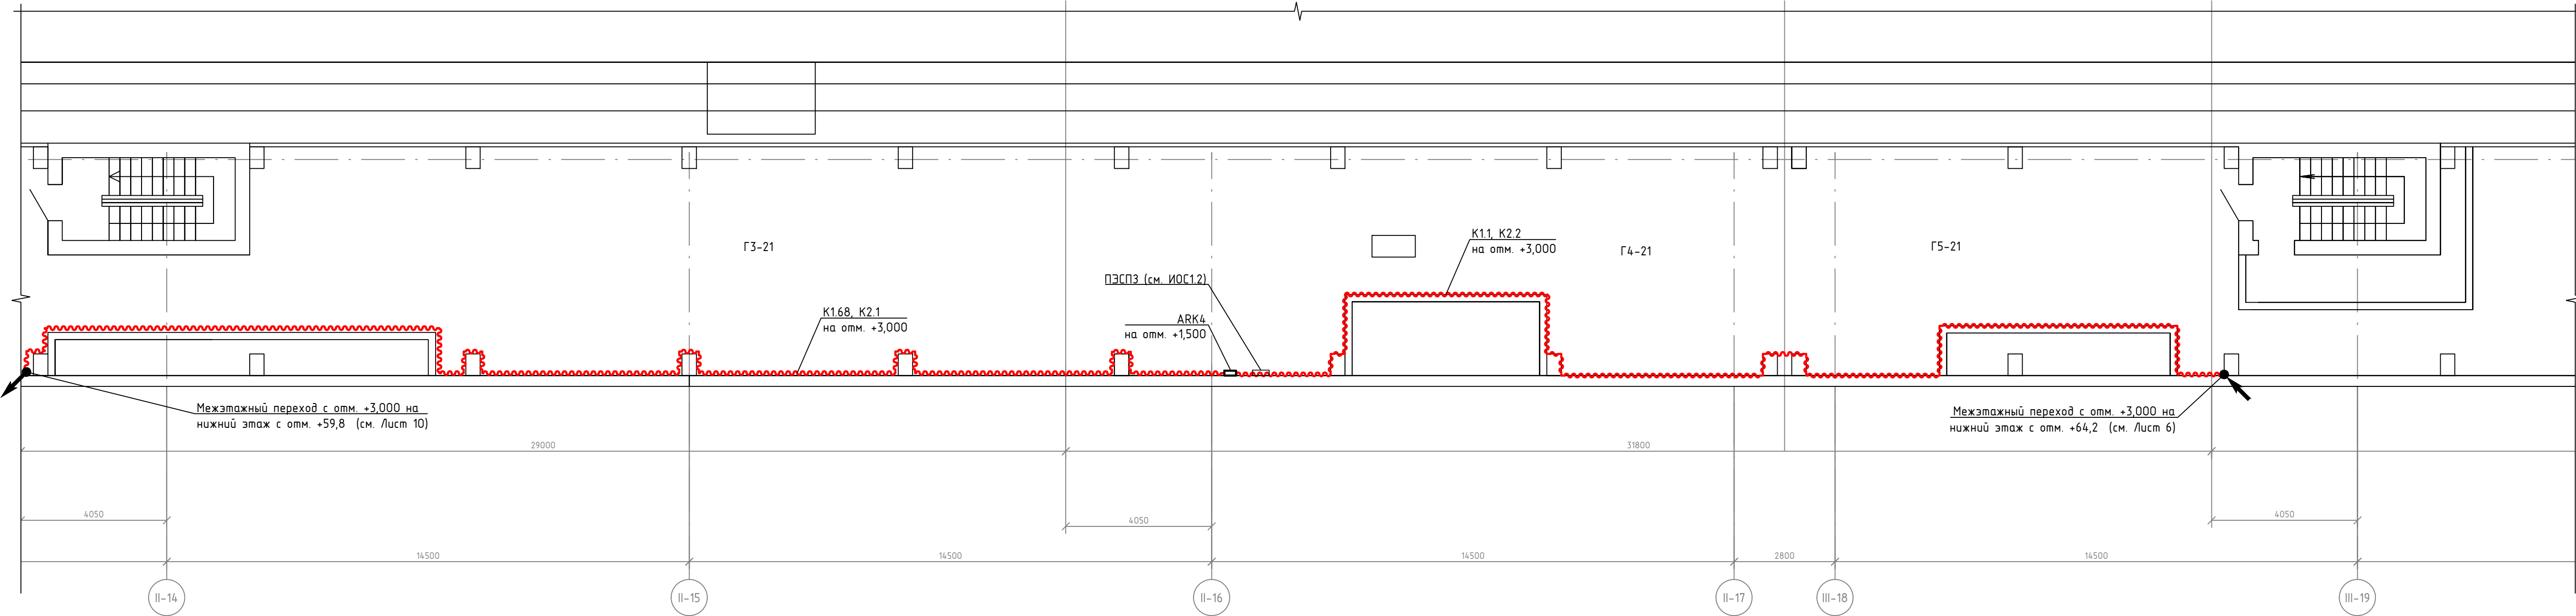 Г3-21
К1.1, К2.2
на отм. +3,000
Г4-21
Г5-21
ПЭСПЗ (см. ИОС1.2)
К1.68, К2.1
на отм. +3,000
ARK4
на отм. +1,500
Межэтажный переход с отм. +3,000 на
нижний этаж с отм. +59,8 (см. Лист 10)
Межэтажный переход с отм. +3,000 на
нижний этаж с отм. +64,2 (см. Лист 6)
29000
31800
4050
4050
4050
14500
14500
14500
2800
14500
II-14
II-15
II-16
II-17
III-18
III-19